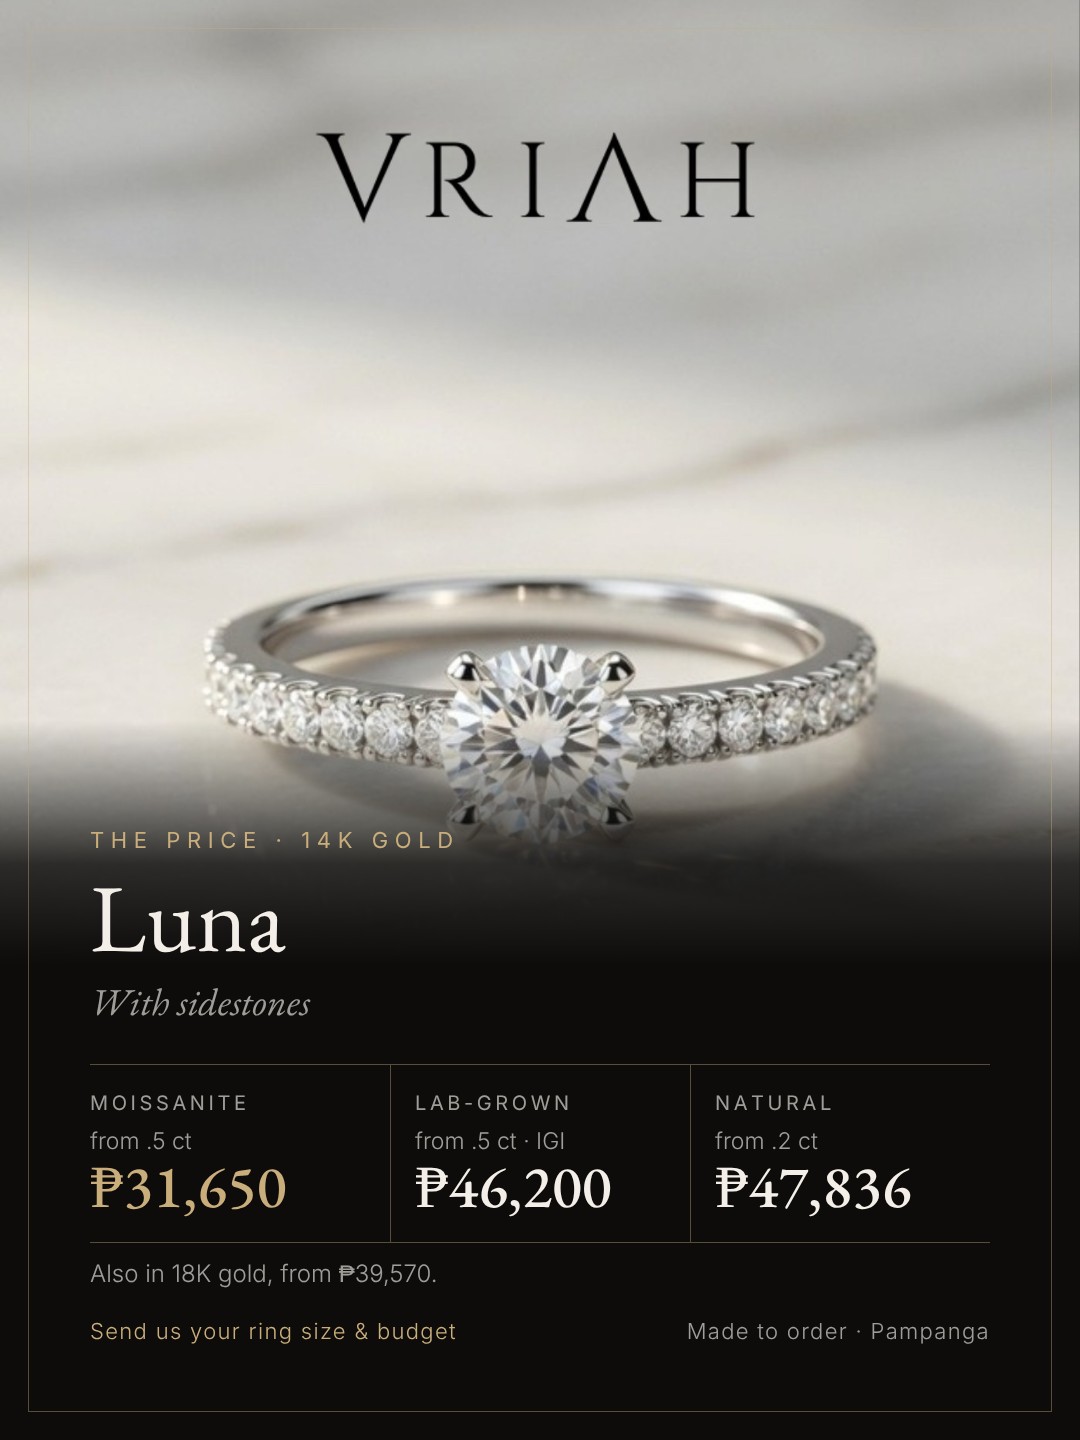 VRIAH
THE PRICE · 14K GOLD
Luna
With sidestones
MOISSANITE
from .5 ct
₱31,650
LAB-GROWN
from .5 ct · IGI
₱46,200
NATURAL
from .2 ct
₱47,836
Also in 18K gold, from ₱39,570.
Send us your ring size & budget
Made to order · Pampanga